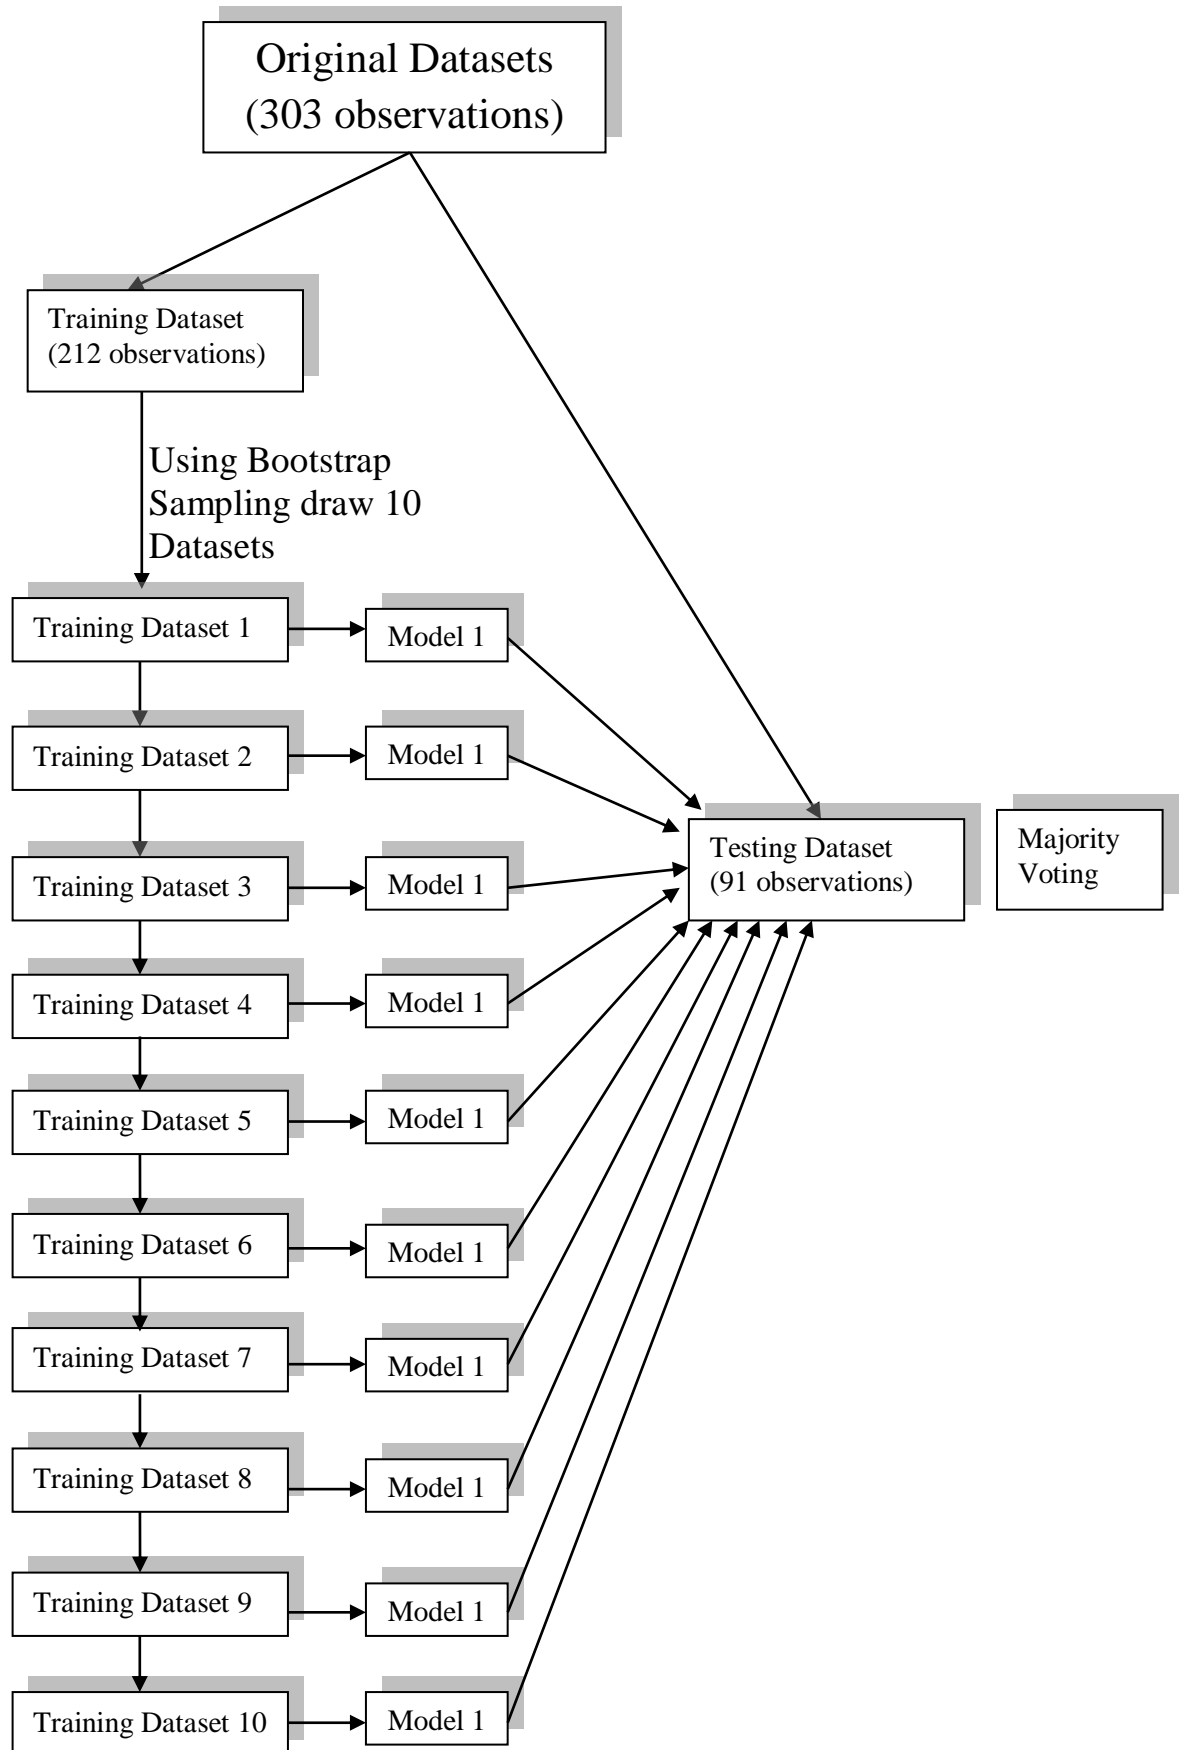 Original Datasets
(303 observations)
Training Dataset
(212 observations)
Using Bootstrap
Sampling draw 10
Datasets
Training Dataset 1
Model 1
Training Dataset 2
Model 1
Testing Dataset
(91 observations)
Majority
Voting
Training Dataset 3
Model 1
Training Dataset 4
Model 1
Training Dataset 5
Model 1
Training Dataset 6
Model 1
Training Dataset 7
Model 1
Training Dataset 8
Model 1
Training Dataset 9
Model 1
Training Dataset 10
Model 1